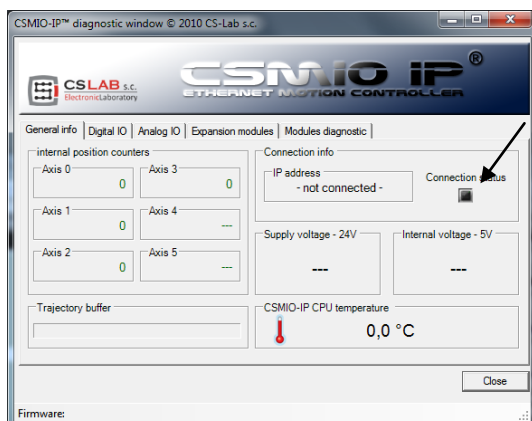 CSMIO-IP™ diagnostic window © 2010 CS-Lab s.c.
CSLAB s.c.
ElectronicLaboratory
CSMIO IP®
ETHERNET MOTION CONTROLLER
General info Digital IO Analog IO Expansion modules Modules diagnostic
internal position counters
Axis 0
0
Axis 3
0
Axis 1
0
Axis 4
---
Axis 2
0
Axis 5
---
Trajectory buffer
Connection info
IP address
- not connected -
Connection status
Supply voltage - 24V
---
Internal voltage - 5V
---
CSMIO-IP CPU temperature
0,0 °C
Close
Firmware: